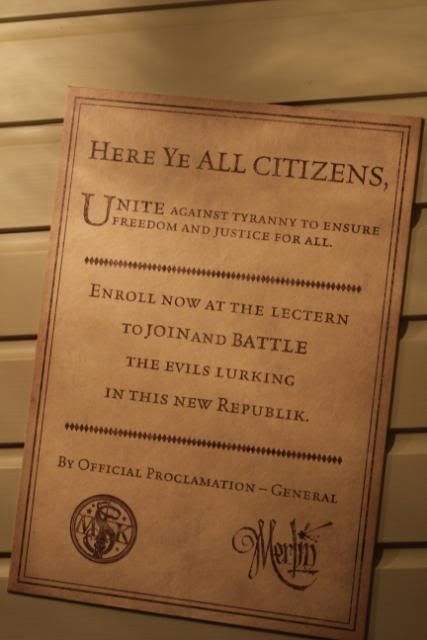 HERE YE ALL CITIZENS,
UNITE AGAINST TYRANNY TO ENSURE
FREEDOM AND JUSTICE FOR ALL.
ENROLL NOW AT THE LECTERN
TO JOIN AND BATTLE
THE EVILS LURKING
IN THIS NEW REPUBLIK.
BY OFFICIAL PROCLAMATION – GENERAL
MSK
Merlin